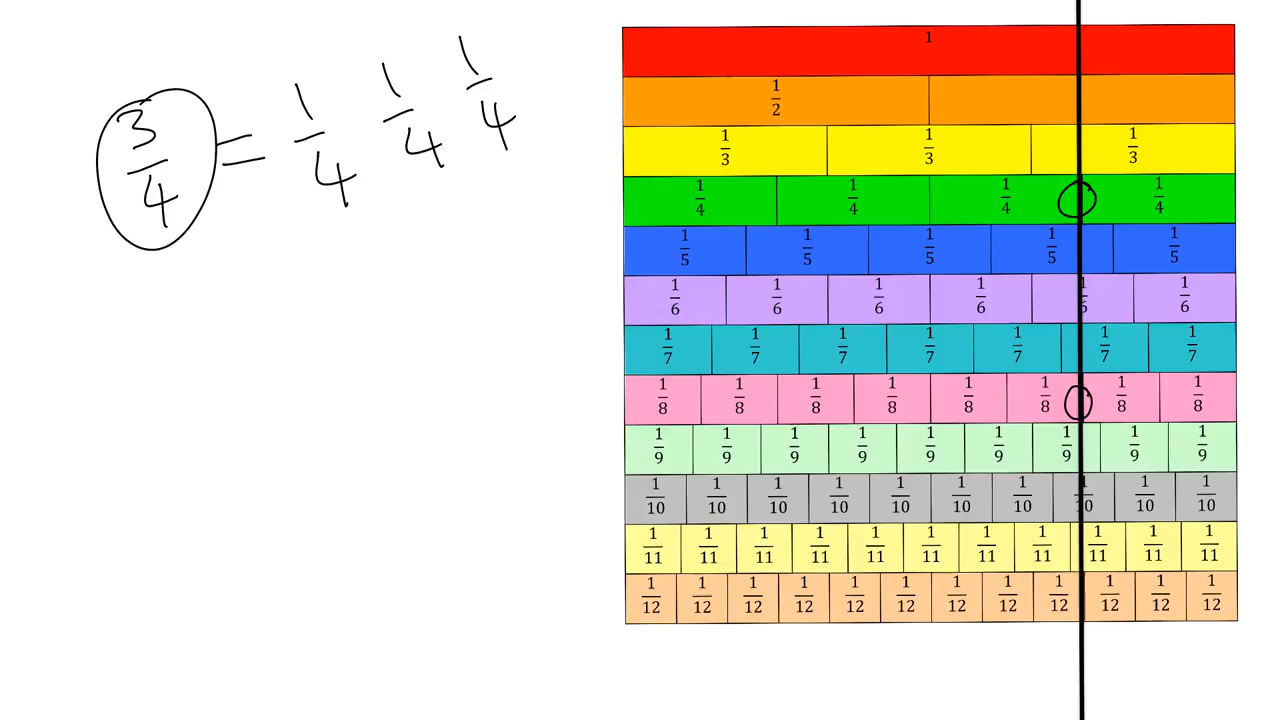 3/4 = 1/4 1/4 1/4
1
1/2
1/3 1/3 1/3
1/4 1/4 1/4 1/4
1/5 1/5 1/5 1/5 1/5
1/6 1/6 1/6 1/6 1/6 1/6
1/7 1/7 1/7 1/7 1/7 1/7 1/7
1/8 1/8 1/8 1/8 1/8 1/8 1/8 1/8
1/9 1/9 1/9 1/9 1/9 1/9 1/9 1/9 1/9
1/10 1/10 1/10 1/10 1/10 1/10 1/10 1/10 1/10 1/10
1/11 1/11 1/11 1/11 1/11 1/11 1/11 1/11 1/11 1/11 1/11
1/12 1/12 1/12 1/12 1/12 1/12 1/12 1/12 1/12 1/12 1/12 1/12